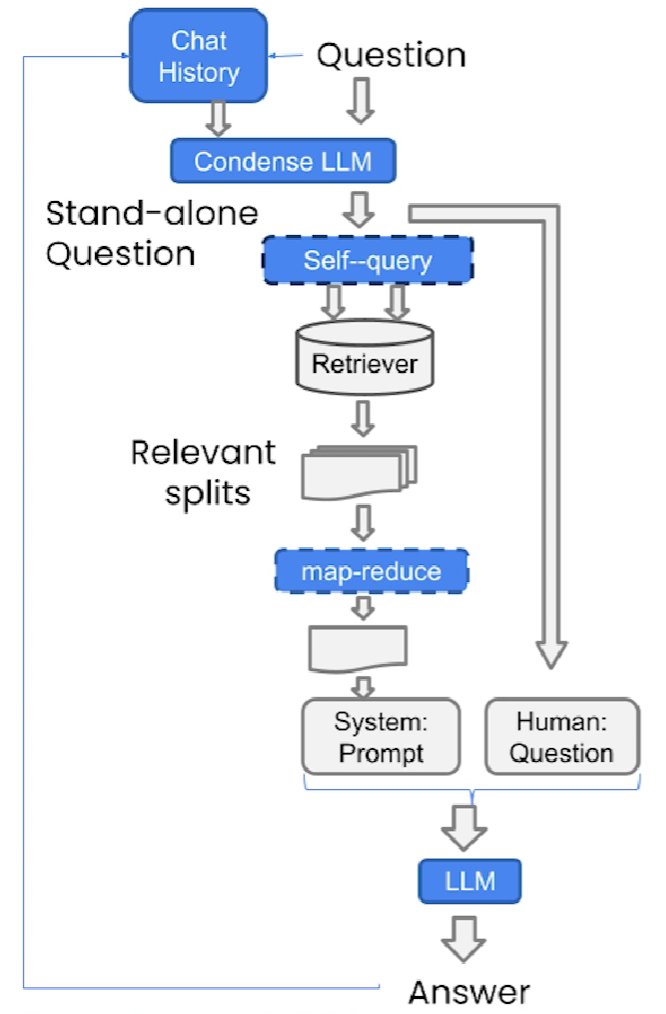 Chat
History
Question
Condense LLM
Stand-alone
Question
Self--query
Retriever
Relevant
splits
map-reduce
System:
Prompt
Human:
Question
LLM
Answer